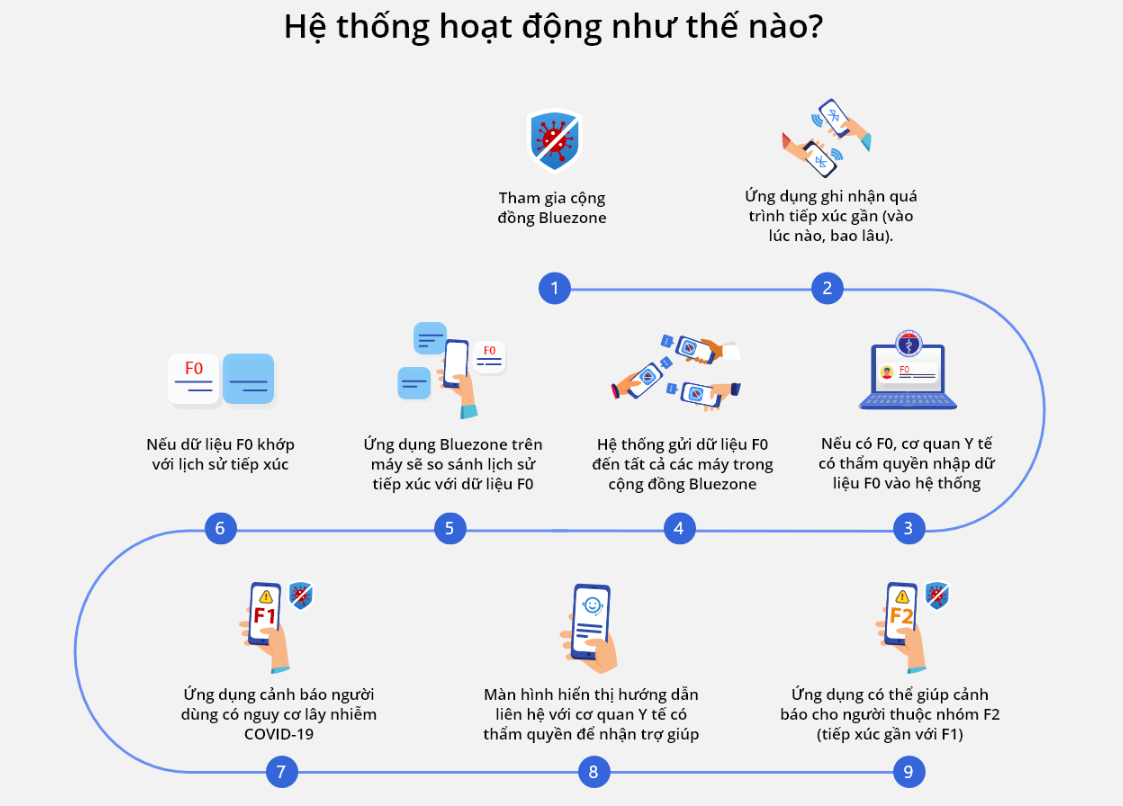 Hệ thống hoạt động như thế nào?
Tham gia cộng
đồng Bluezone
1
Ứng dụng ghi nhận quá
trình tiếp xúc gần (vào
lúc nào, bao lâu).
2
F0
Nếu có F0, cơ quan Y tế
có thẩm quyền nhập dữ
liệu F0 vào hệ thống
3
Hệ thống gửi dữ liệu F0
đến tất cả các máy trong
cộng đồng Bluezone
4
F0
Ứng dụng Bluezone trên
máy sẽ so sánh lịch sử
tiếp xúc với dữ liệu F0
5
F0
Nếu dữ liệu F0 khớp
với lịch sử tiếp xúc
6
F1
Ứng dụng cảnh báo người
dùng có nguy cơ lây nhiễm
COVID-19
7
Màn hình hiển thị hướng dẫn
liên hệ với cơ quan Y tế có
thẩm quyền để nhận trợ giúp
8
F2
Ứng dụng có thể giúp cảnh
báo cho người thuộc nhóm F2
(tiếp xúc gần với F1)
9